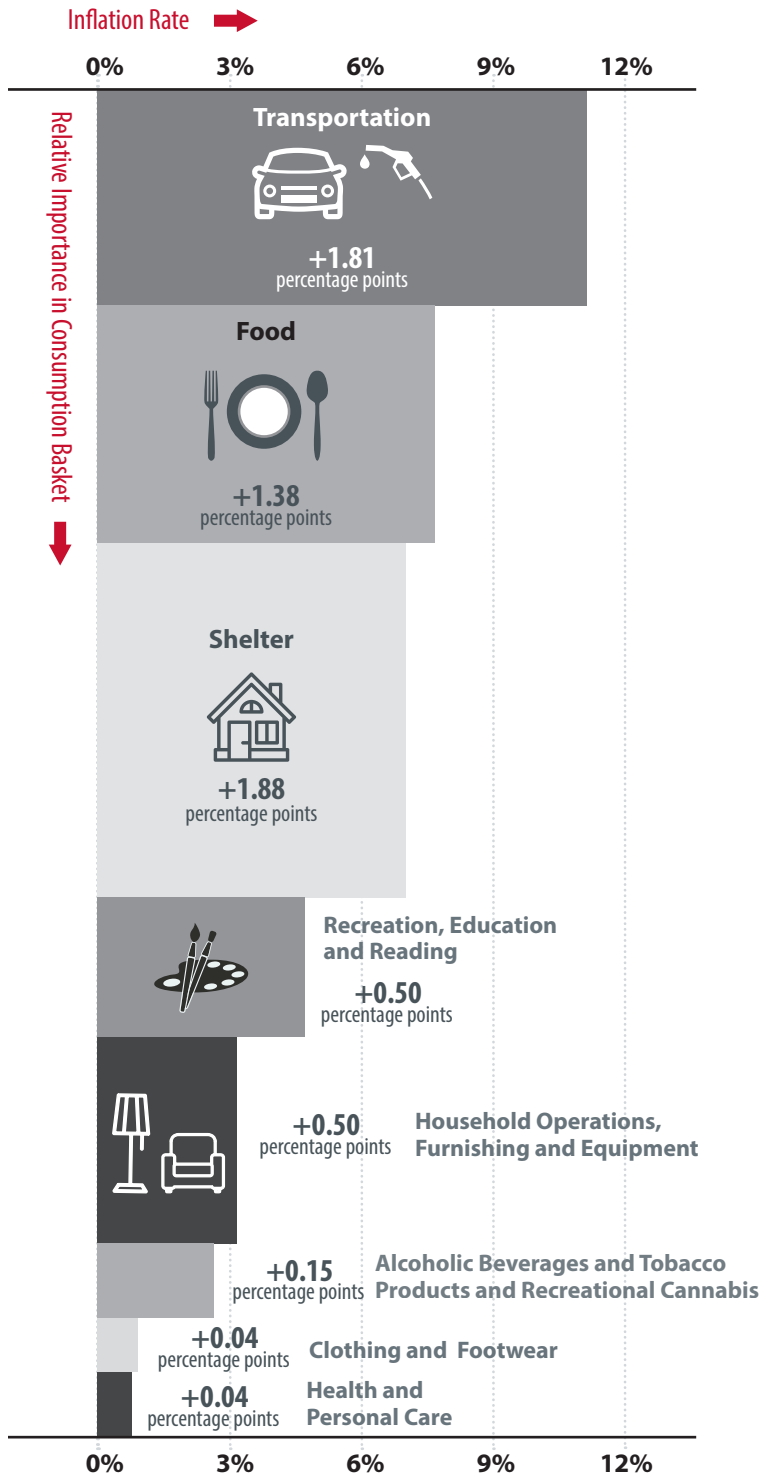 Inflation Rate
0% 3% 6% 9% 12%
Relative Importance in Consumption Basket
Transportation
+1.81
percentage points
Food
+1.38
percentage points
Shelter
+1.88
percentage points
Recreation, Education
and Reading
+0.50
percentage points
+0.50
percentage points
Household Operations,
Furnishing and Equipment
+0.15
percentage points
Alcoholic Beverages and Tobacco
Products and Recreational Cannabis
+0.04
percentage points
Clothing and Footwear
+0.04
percentage points
Health and
Personal Care
0% 3% 6% 9% 12%